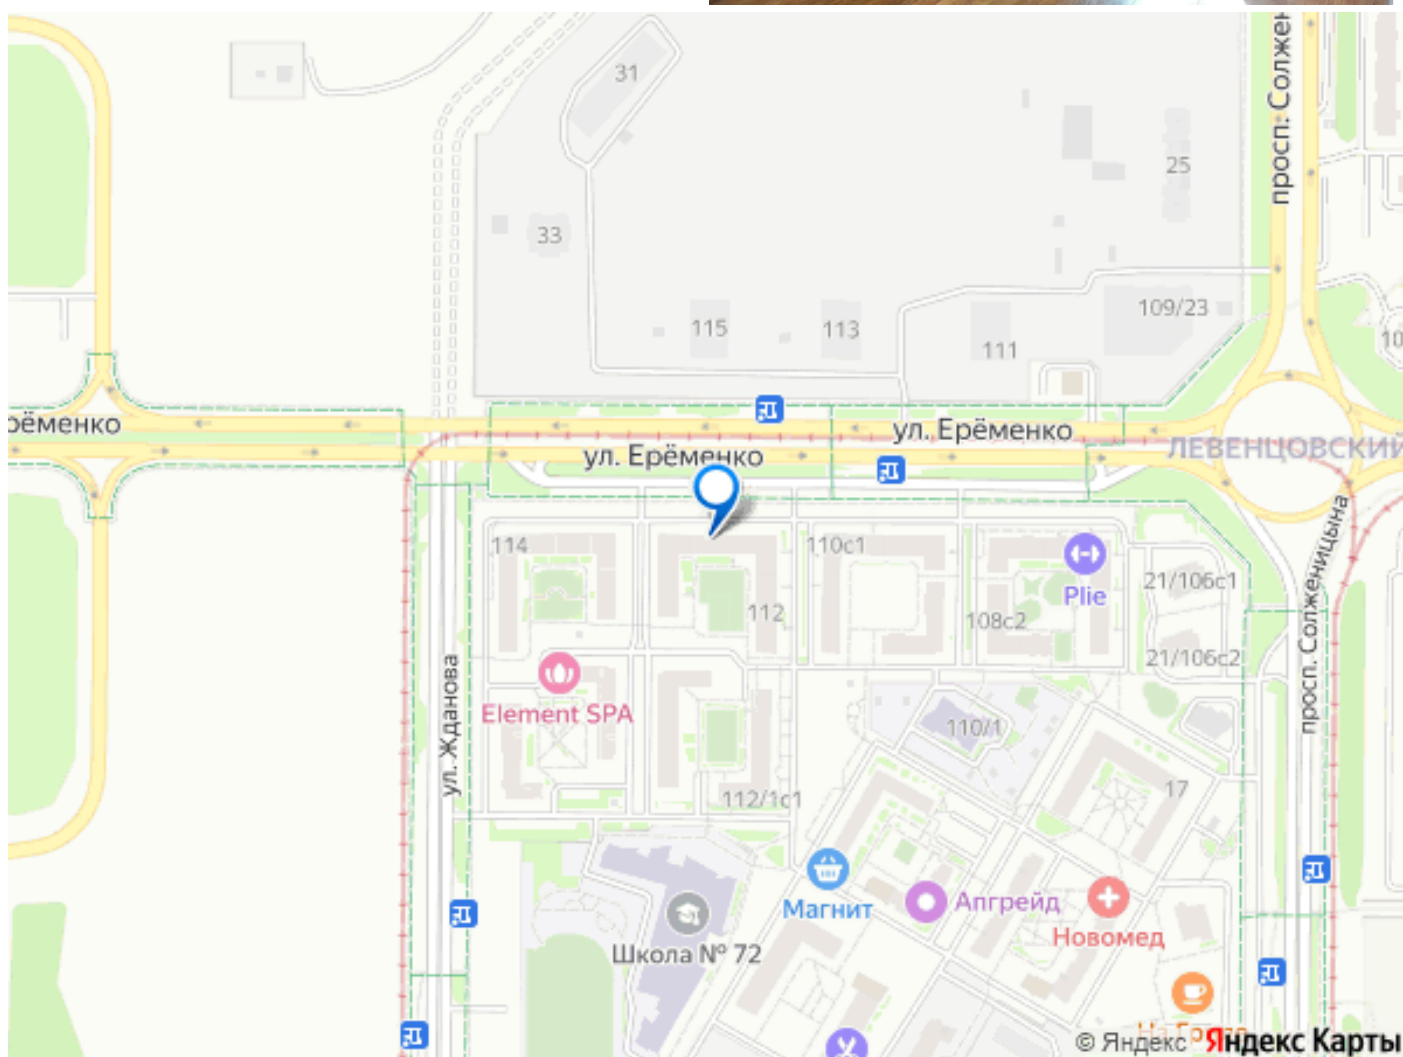 31
просп. Солжен
25
33
115
113
109/23
111
10
ерёменко
ул. Ерёменко
ул. Ерёменко
ЛЕВЕНЦОВСКИЙ
114
110с1
Plie
21/106с1
112
108с2
просп. Солженицына
21/106с2
Element SPA
ул. Жданова
110/1
112/1с1
17
Магнит
Апгрейд
Новомед
Школа № 72
© Яндекс Яндекс Карты